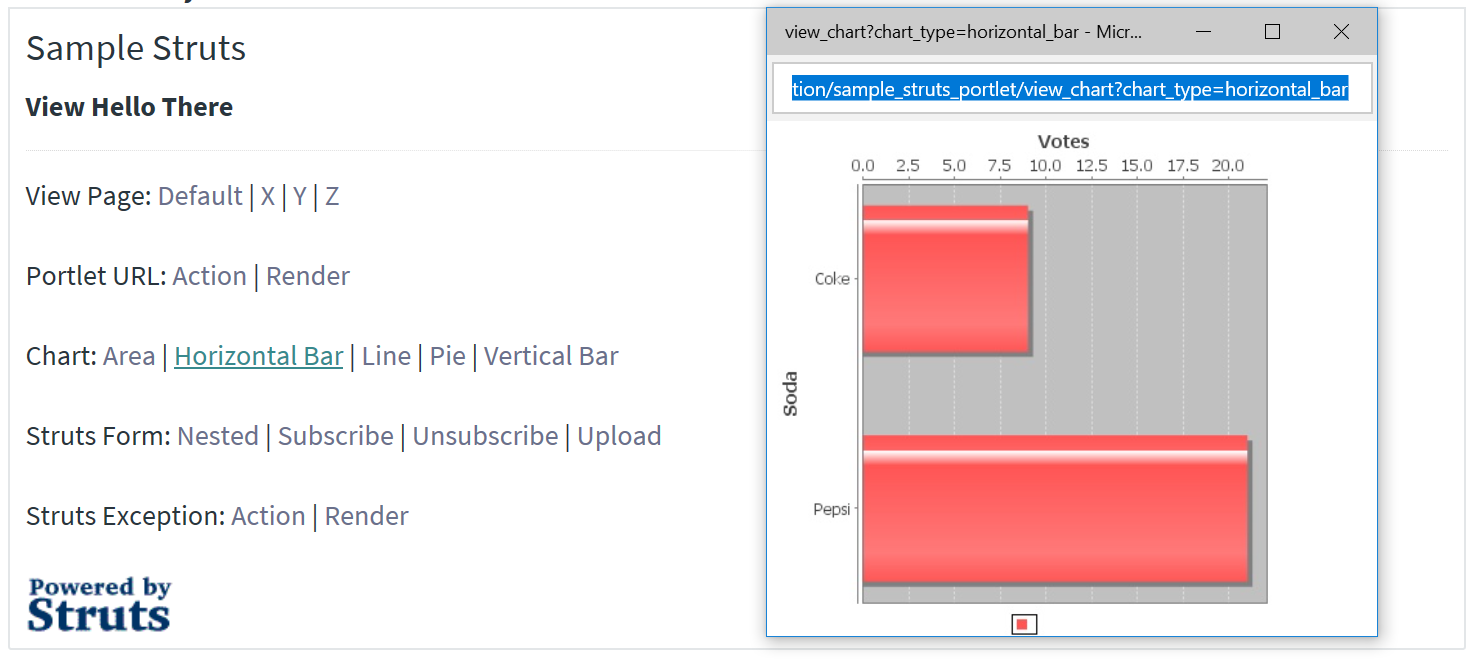 Sample Struts
View Hello There
View Page: Default | X | Y | Z
Portlet URL: Action | Render
Chart: Area | Horizontal Bar | Line | Pie | Vertical Bar
Struts Form: Nested | Subscribe | Unsubscribe | Upload
Struts Exception: Action | Render
Powered by
Struts
view_chart?chart_type=horizontal_bar - Micr...
tion/sample_struts_portlet/view_chart?chart_type=horizontal_bar
Votes
0.0 2.5 5.0 7.5 10.0 12.5 15.0 17.5 20.0
Coke
Soda
Pepsi